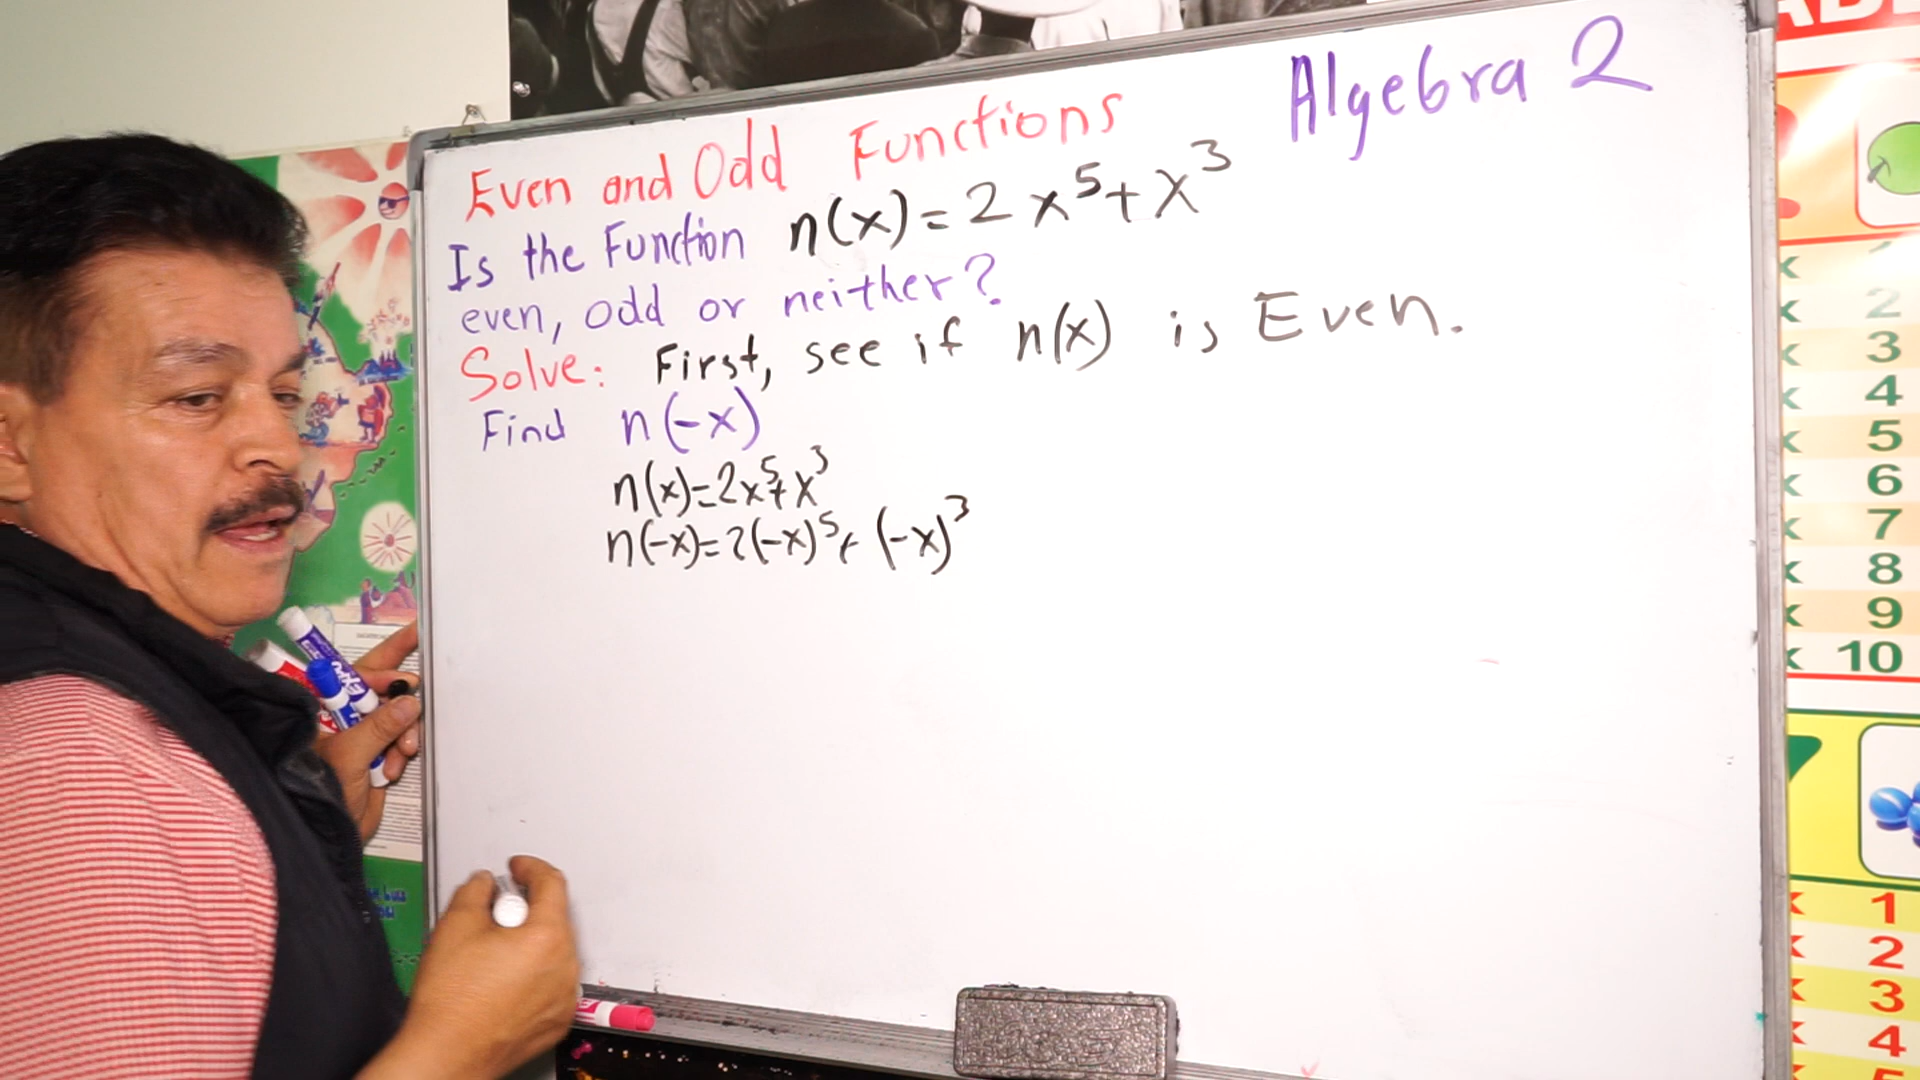 Algebra 2
Even and Odd Functions
Is the Function n(x)=2x⁵+x³
even, odd or neither?
Solve: First, see if n(x) is Even.
Find n(-x)
n(x)=2x⁵+x³
n(-x)=2(-x)⁵+(-x)³
EXPO
2
3
4
5
6
7
8
9
10
1
2
3
4